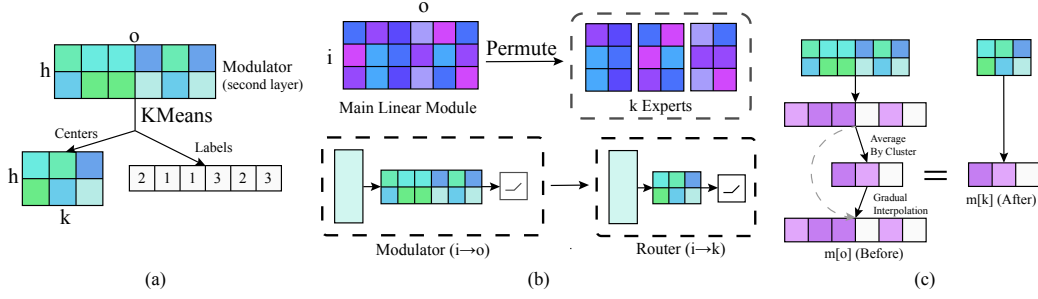 o
h
Modulator
(second layer)
KMeans
Centers
Labels
h
2 1 1 3 2 3
k
(a)
o
i
Permute
Main Linear Module
k Experts
Modulator (i→o)
Router (i→k)
(b)
Average
By Cluster
Gradual
Interpolation
m[o] (Before)
=
m[k] (After)
(c)